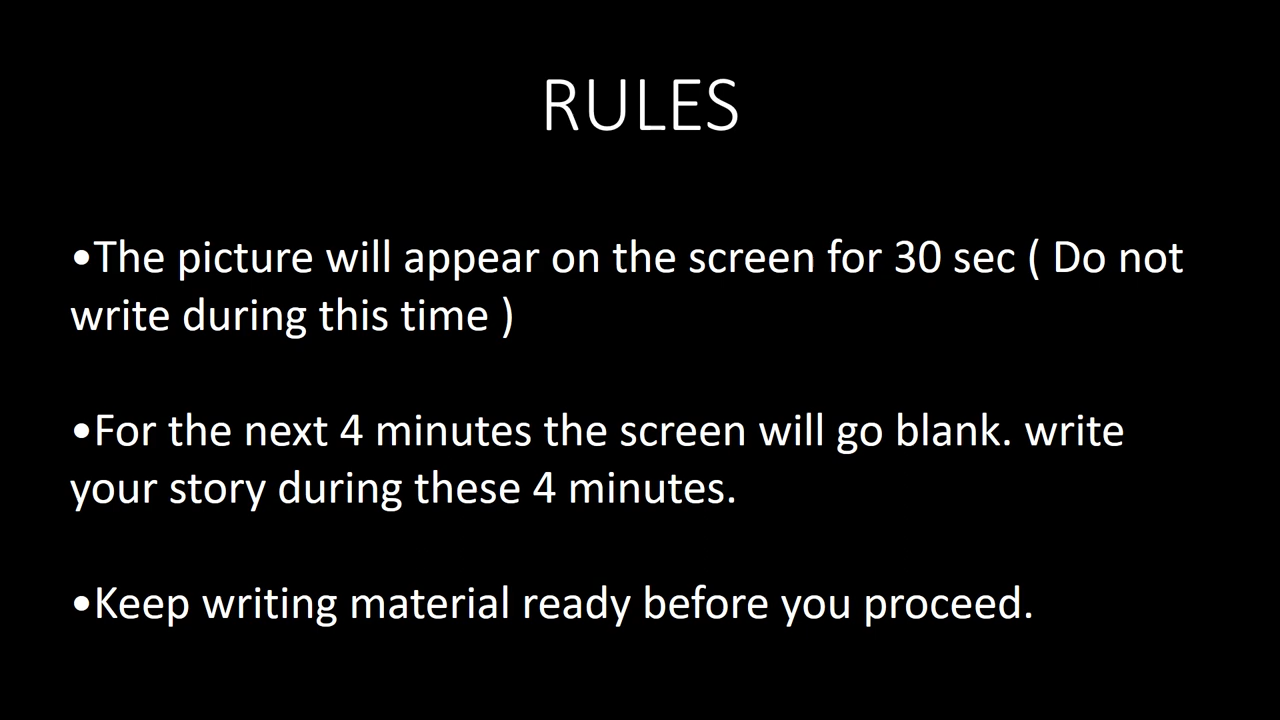 RULES
•The picture will appear on the screen for 30 sec ( Do not
write during this time )
•For the next 4 minutes the screen will go blank. write
your story during these 4 minutes.
•Keep writing material ready before you proceed.